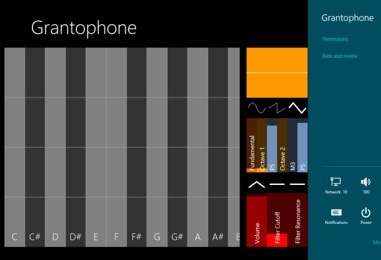 Grantophone
Grantophone
Permissions
Rate and review
Fundamental
Octave 1
P5
Octave 2
M3
P5
C C# D D# E F F# G G# A A# B
Volume
Filter Cutoff
Filter Resonance
Network 10
100
Notifications
Power